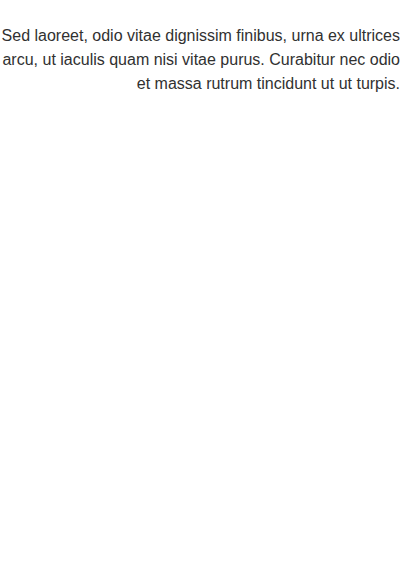 Sed laoreet, odio vitae dignissim finibus, urna ex ultrices
arcu, ut iaculis quam nisi vitae purus. Curabitur nec odio
et massa rutrum tincidunt ut ut turpis.